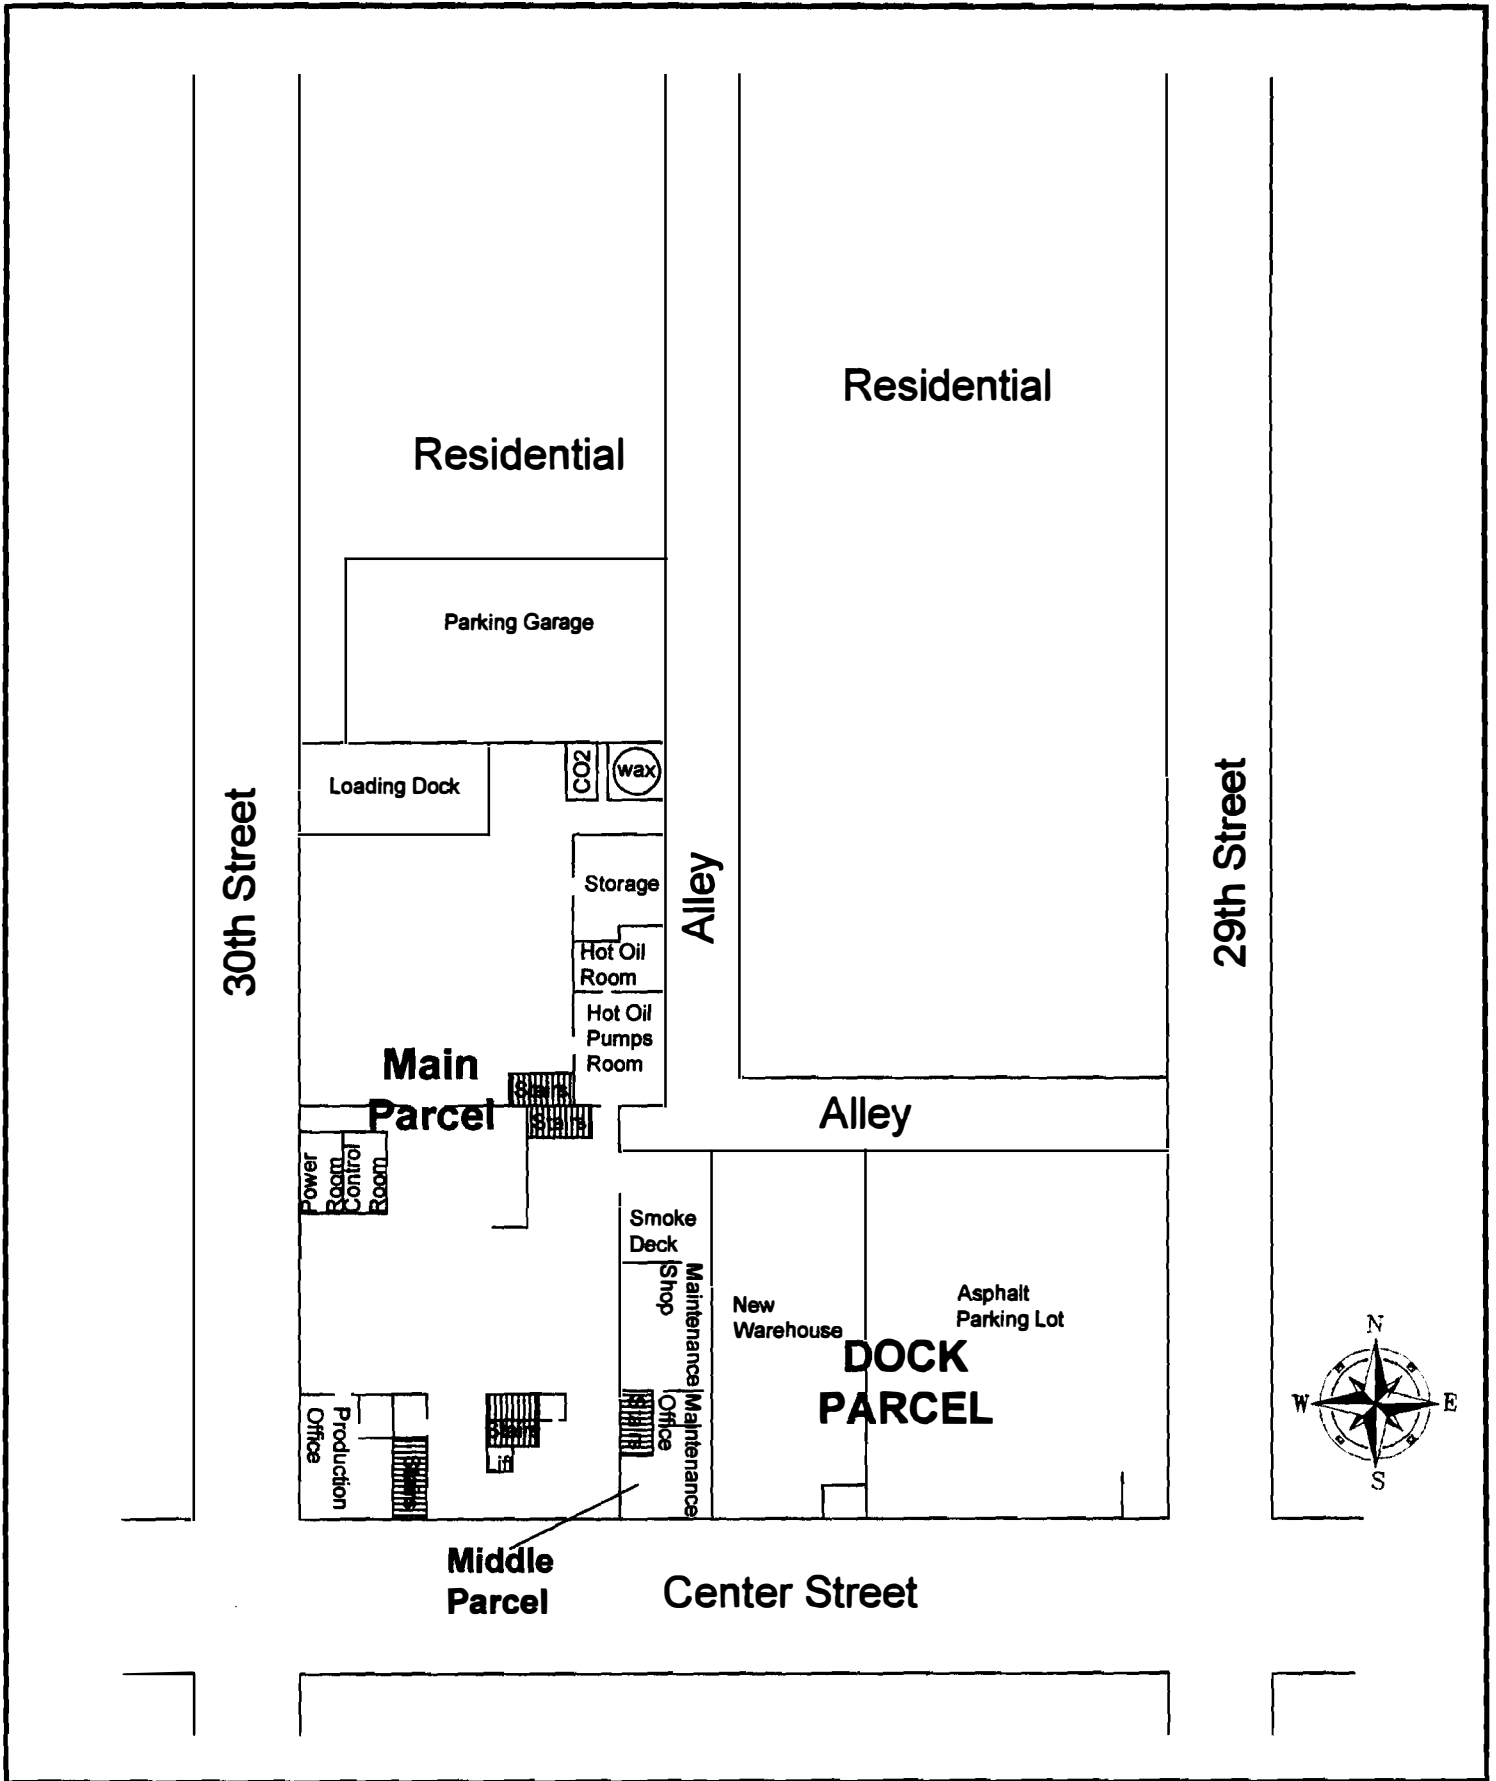 Residential
Residential
Parking Garage
Loading Dock
CO2
wax
30th Street
29th Street
Storage
Alley
Hot Oil
Room
Hot Oil
Pumps
Room
Main
Parcel
Stairs
Stairs
Alley
Power
Room
Control
Room
Smoke
Deck
Maintenance
Shop
New
Warehouse
Asphalt
Parking Lot
DOCK
PARCEL
N
W
E
S
Production
Office
Stairs
Stairs
Lift
Stairs
Maintenance
Office
Middle
Parcel
Center Street